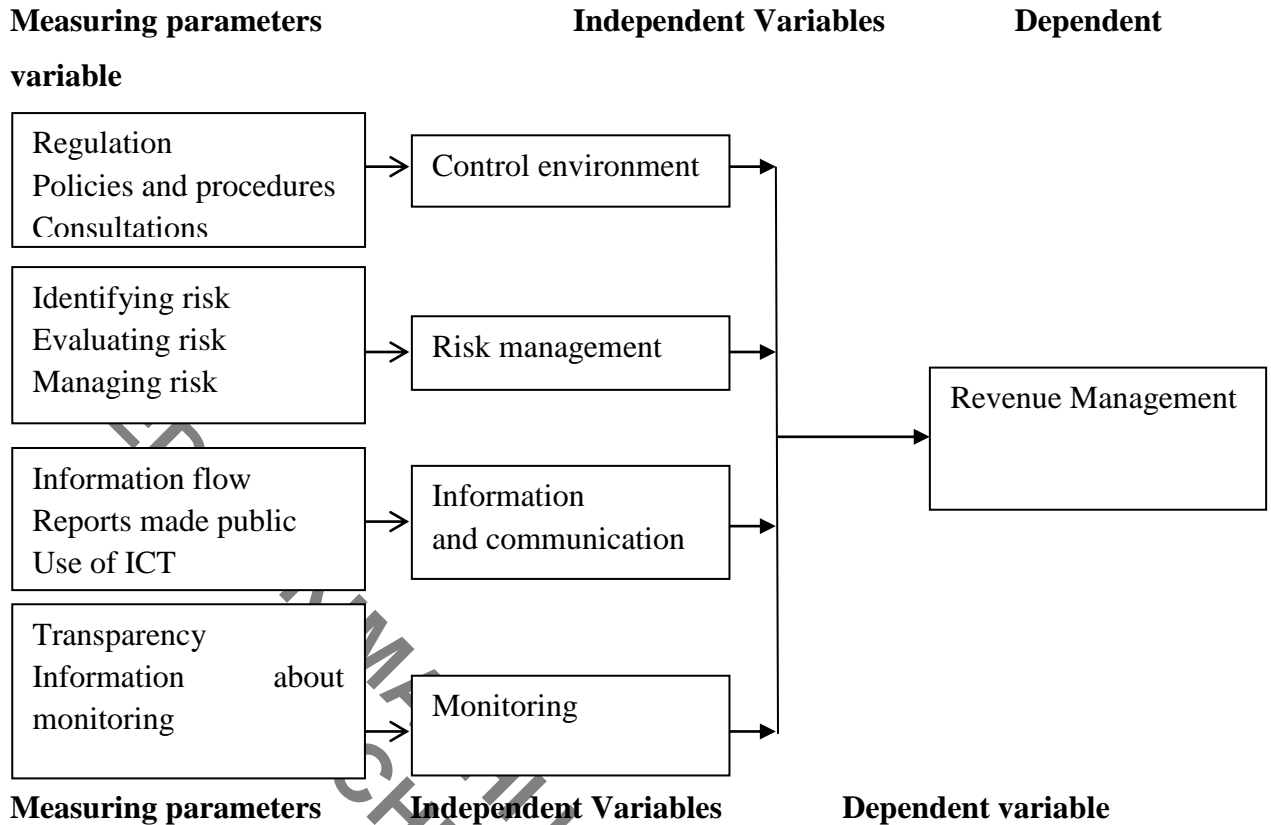 Measuring parameters Independent Variables Dependent
variable
Regulation
Policies and procedures
Consultations
Control environment
Identifying risk
Evaluating risk
Managing risk
Risk management
Revenue Management
Information flow
Reports made public
Use of ICT
Information
and communication
Transparency
Information about
monitoring
Monitoring
Measuring parameters Independent Variables Dependent variable